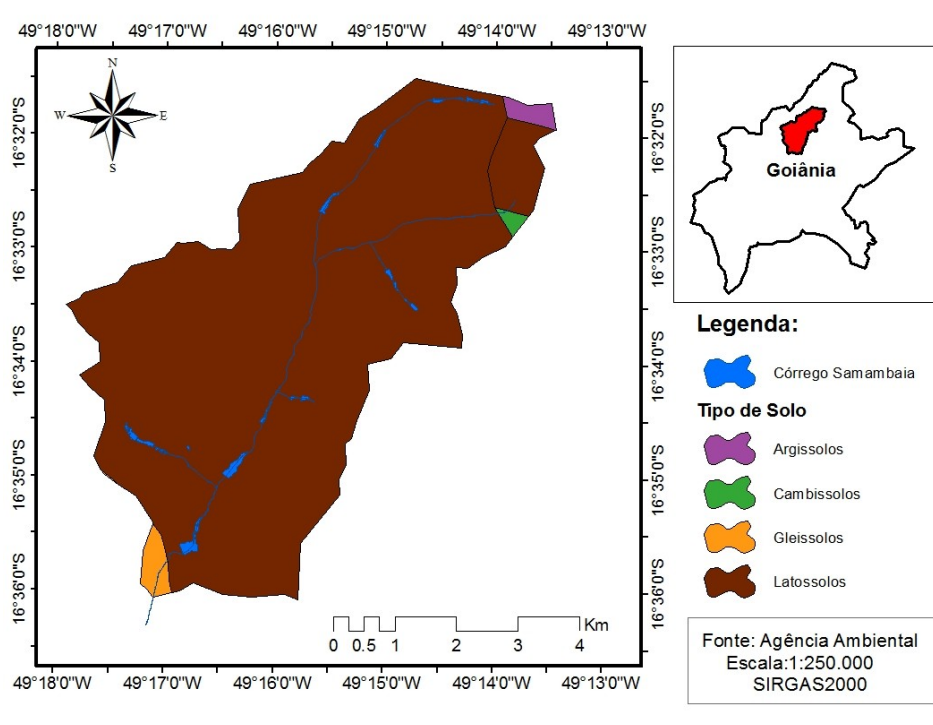 49°18'0"W 49°17'0"W 49°16'0"W 49°15'0"W 49°14'0"W 49°13'0"W
N
W E
S
16°32'0"S
16°33'0"S
16°34'0"S
16°35'0"S
16°36'0"S
16°32'0"S
16°33'0"S
16°34'0"S
16°35'0"S
16°36'0"S
Km
0 0.5 1 2 3 4
49°18'0"W 49°17'0"W 49°16'0"W 49°15'0"W 49°14'0"W 49°13'0"W
Goiânia
Legenda:
Córrego Samambaia
Tipo de Solo
Argissolos
Cambissolos
Gleissolos
Latossolos
Fonte: Agência Ambiental
Escala:1:250.000
SIRGAS2000